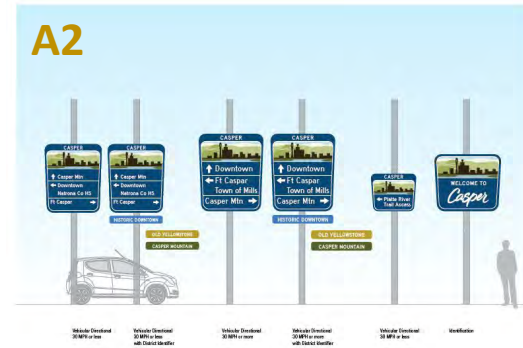 A2
CASPER
↑ Casper Mtn
← Downtown
Natrona Co HS
Ft Caspar →
CASPER
↑ Casper Mtn
← Downtown
Natrona Co HS
Ft Caspar →
HISTORIC DOWNTOWN
OLD YELLOWSTONE
CASPER MOUNTAIN
CASPER
↑ Downtown
← Ft Caspar
Town of Mills
Casper Mtn →
CASPER
↑ Downtown
← Ft Caspar
Town of Mills
Casper Mtn →
HISTORIC DOWNTOWN
OLD YELLOWSTONE
CASPER MOUNTAIN
CASPER
← Platte River
Trail Access
WELCOME TO
Casper
Vehicular Directional
30 MPH or less
Vehicular Directional
30 MPH or less
with District Identifier
Vehicular Directional
30 MPH or more
Vehicular Directional
30 MPH or more
with District Identifier
Vehicular Directional
30 MPH or less
Identification